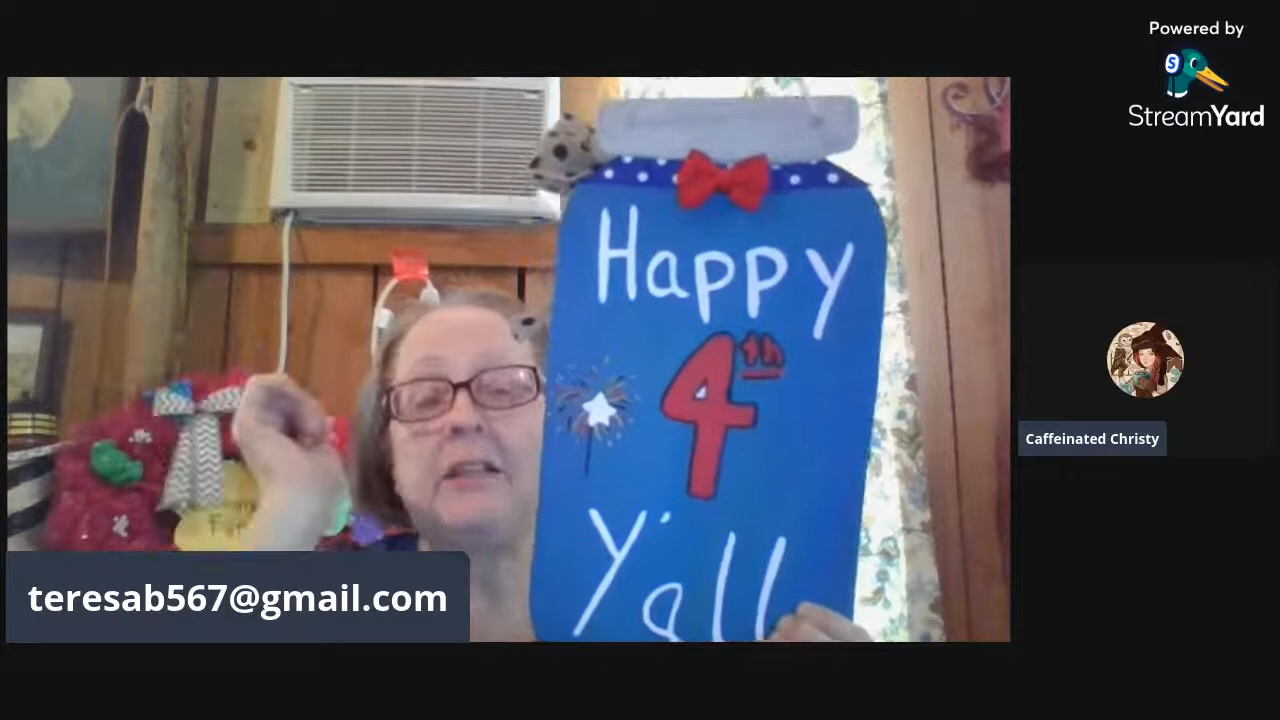 Powered by
StreamYard
Happy
4th
Y'all
teresab567@gmail.com
Caffeinated Christy